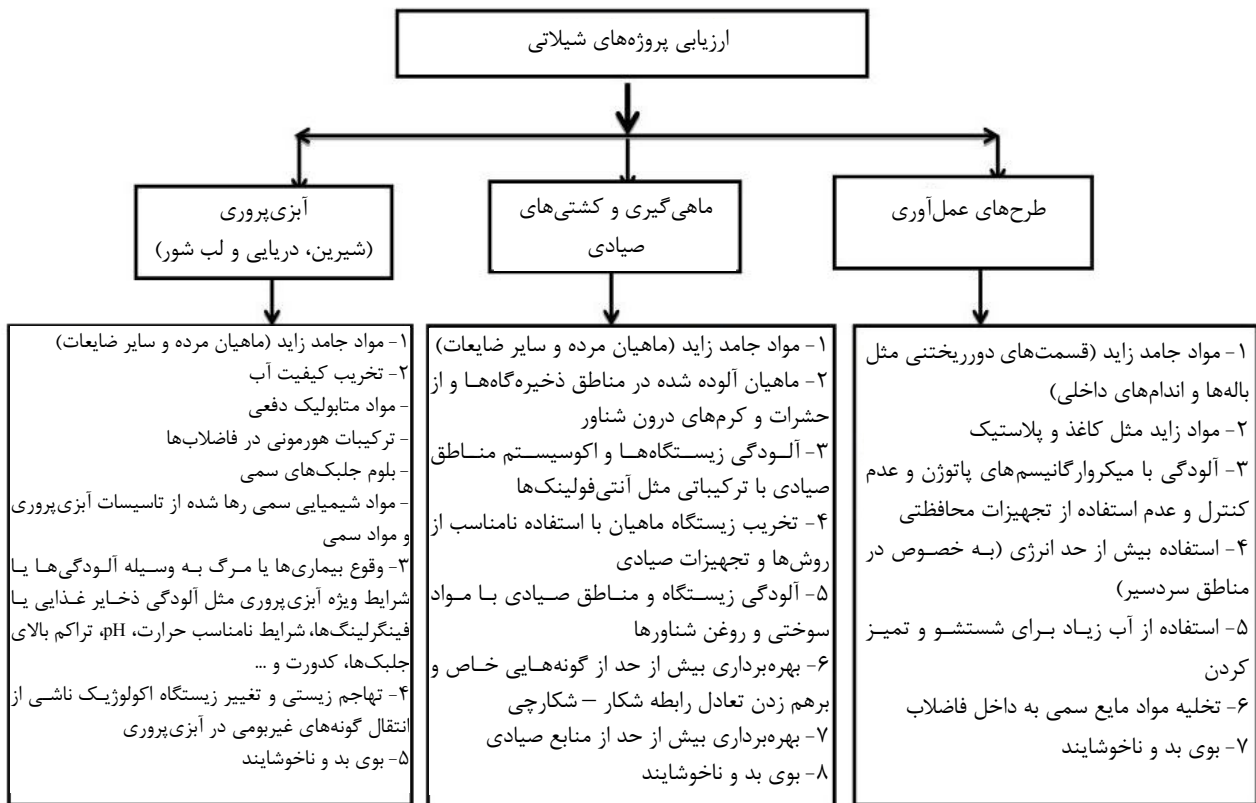 ارزیابی پروژه‌های شیلاتی
طرح‌های عمل‌آوری
ماهی‌گیری و کشتی‌های
صیادی
آبزی‌پروری
(شیرین، دریایی و لب شور)
۱- مواد جامد زاید (قسمت‌های دورریختنی مثل
باله‌ها و اندام‌های داخلی)
۲- مواد زاید مثل کاغذ و پلاستیک
۳- آلودگی با میکروارگانیسم‌های پاتوژن و عدم
کنترل و عدم استفاده از تجهیزات محافظتی
۴- استفاده بیش از حد انرژی (به خصوص در
مناطق سردسیر)
۵- استفاده از آب زیاد برای شستشو و تمیز
کردن
۶- تخلیه مواد مایع سمی به داخل فاضلاب
۷- بوی بد و ناخوشایند
۱- مواد جامد زاید (ماهیان مرده و سایر ضایعات)
۲- ماهیان آلوده شده در مناطق ذخیره‌گاه‌ها و از
حشرات و کرم‌های درون شناور
۳- آلودگی زیستگاه‌ها و اکوسیستم مناطق
صیادی با ترکیباتی مثل آنتی‌فولینک‌ها
۴- تخریب زیستگاه ماهیان با استفاده نامناسب از
روش‌ها و تجهیزات صیادی
۵- آلودگی زیستگاه و مناطق صیادی با مواد
سوختی و روغن شناورها
۶- بهره‌برداری بیش از حد از گونه‌هایی خاص و
برهم زدن تعادل رابطه شکار – شکارچی
۷- بهره‌برداری بیش از حد از منابع صیادی
۸- بوی بد و ناخوشایند
۱- مواد جامد زاید (ماهیان مرده و سایر ضایعات)
۲- تخریب کیفیت آب
- مواد متابولیک دفعی
- ترکیبات هورمونی در فاضلاب‌ها
- بلوم جلبک‌های سمی
- مواد شیمیایی سمی رها شده از تاسیسات آبزی‌پروری
و مواد سمی
۳- وقوع بیماری‌ها یا مرگ به وسیله آلودگی‌ها یا
شرایط ویژه آبزی‌پروری مثل آلودگی ذخایر غذایی یا
فینگرلینگ‌ها، شرایط نامناسب حرارت، pH، تراکم بالای
جلبک‌ها، کدورت و ...
۴- تهاجم زیستی و تغییر زیستگاه اکولوژیک ناشی از
انتقال گونه‌های غیربومی در آبزی‌پروری
۵- بوی بد و ناخوشایند